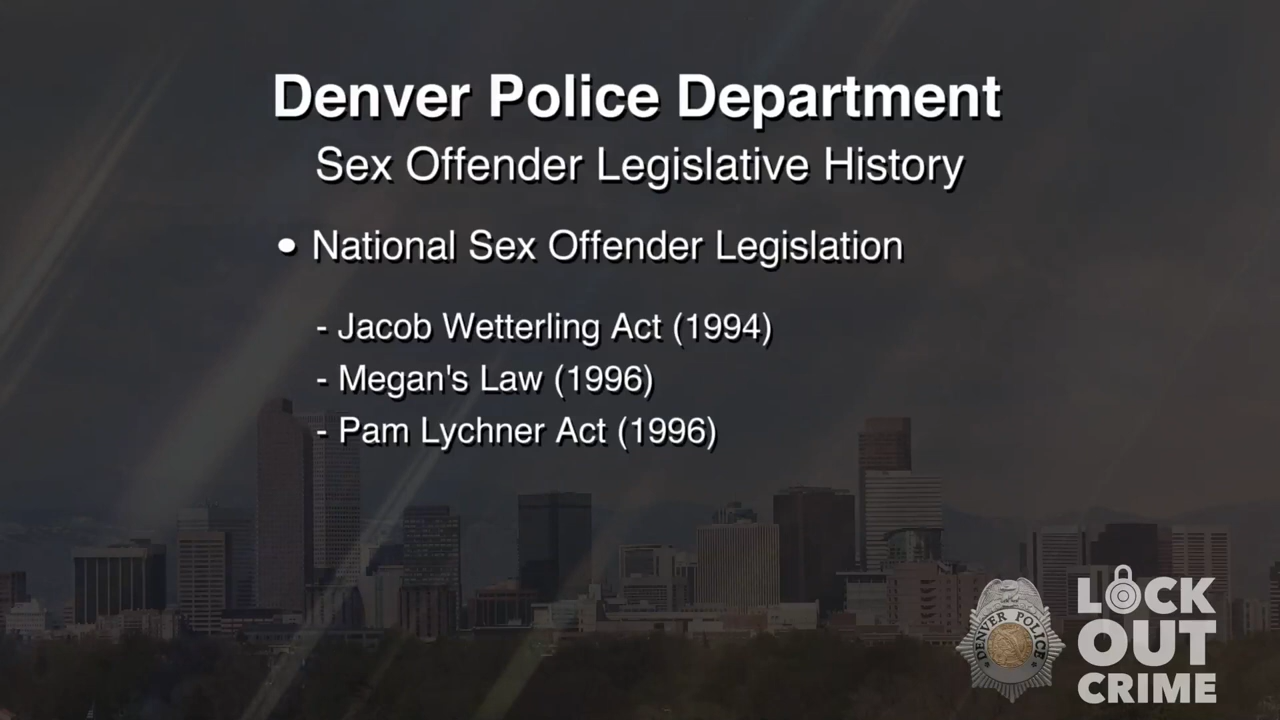 Denver Police Department
Sex Offender Legislative History
• National Sex Offender Legislation
- Jacob Wetterling Act (1994)
- Megan's Law (1996)
- Pam Lychner Act (1996)
DENVER POLICE
LOCK
OUT
CRIME